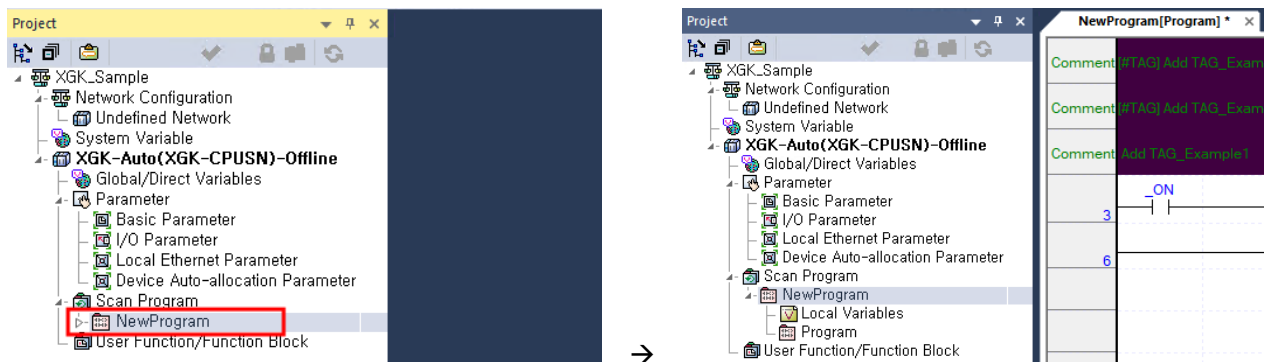 Project
XGK_Sample
Network Configuration
Undefined Network
System Variable
XGK-Auto(XGK-CPUSN)-Offline
Global/Direct Variables
Parameter
Basic Parameter
I/O Parameter
Local Ethernet Parameter
Device Auto-allocation Parameter
Scan Program
NewProgram
User Function/Function Block
→
Project
XGK_Sample
Network Configuration
Undefined Network
System Variable
XGK-Auto(XGK-CPUSN)-Offline
Global/Direct Variables
Parameter
Basic Parameter
I/O Parameter
Local Ethernet Parameter
Device Auto-allocation Parameter
Scan Program
NewProgram
Local Variables
Program
User Function/Function Block
NewProgram[Program] *
Comment [#TAG] Add TAG_Exam
Comment [#TAG] Add TAG_Exam
Comment Add TAG_Example1
_ON
3
6